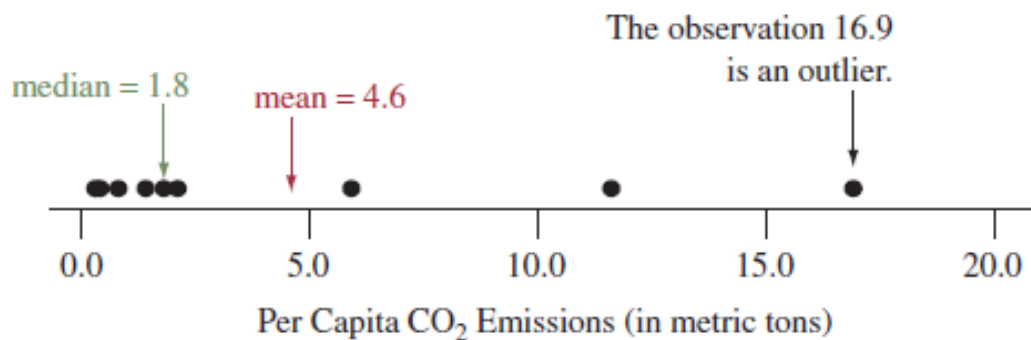 The observation 16.9
is an outlier.
median = 1.8
mean = 4.6
0.0 5.0 10.0 15.0 20.0
Per Capita CO₂ Emissions (in metric tons)